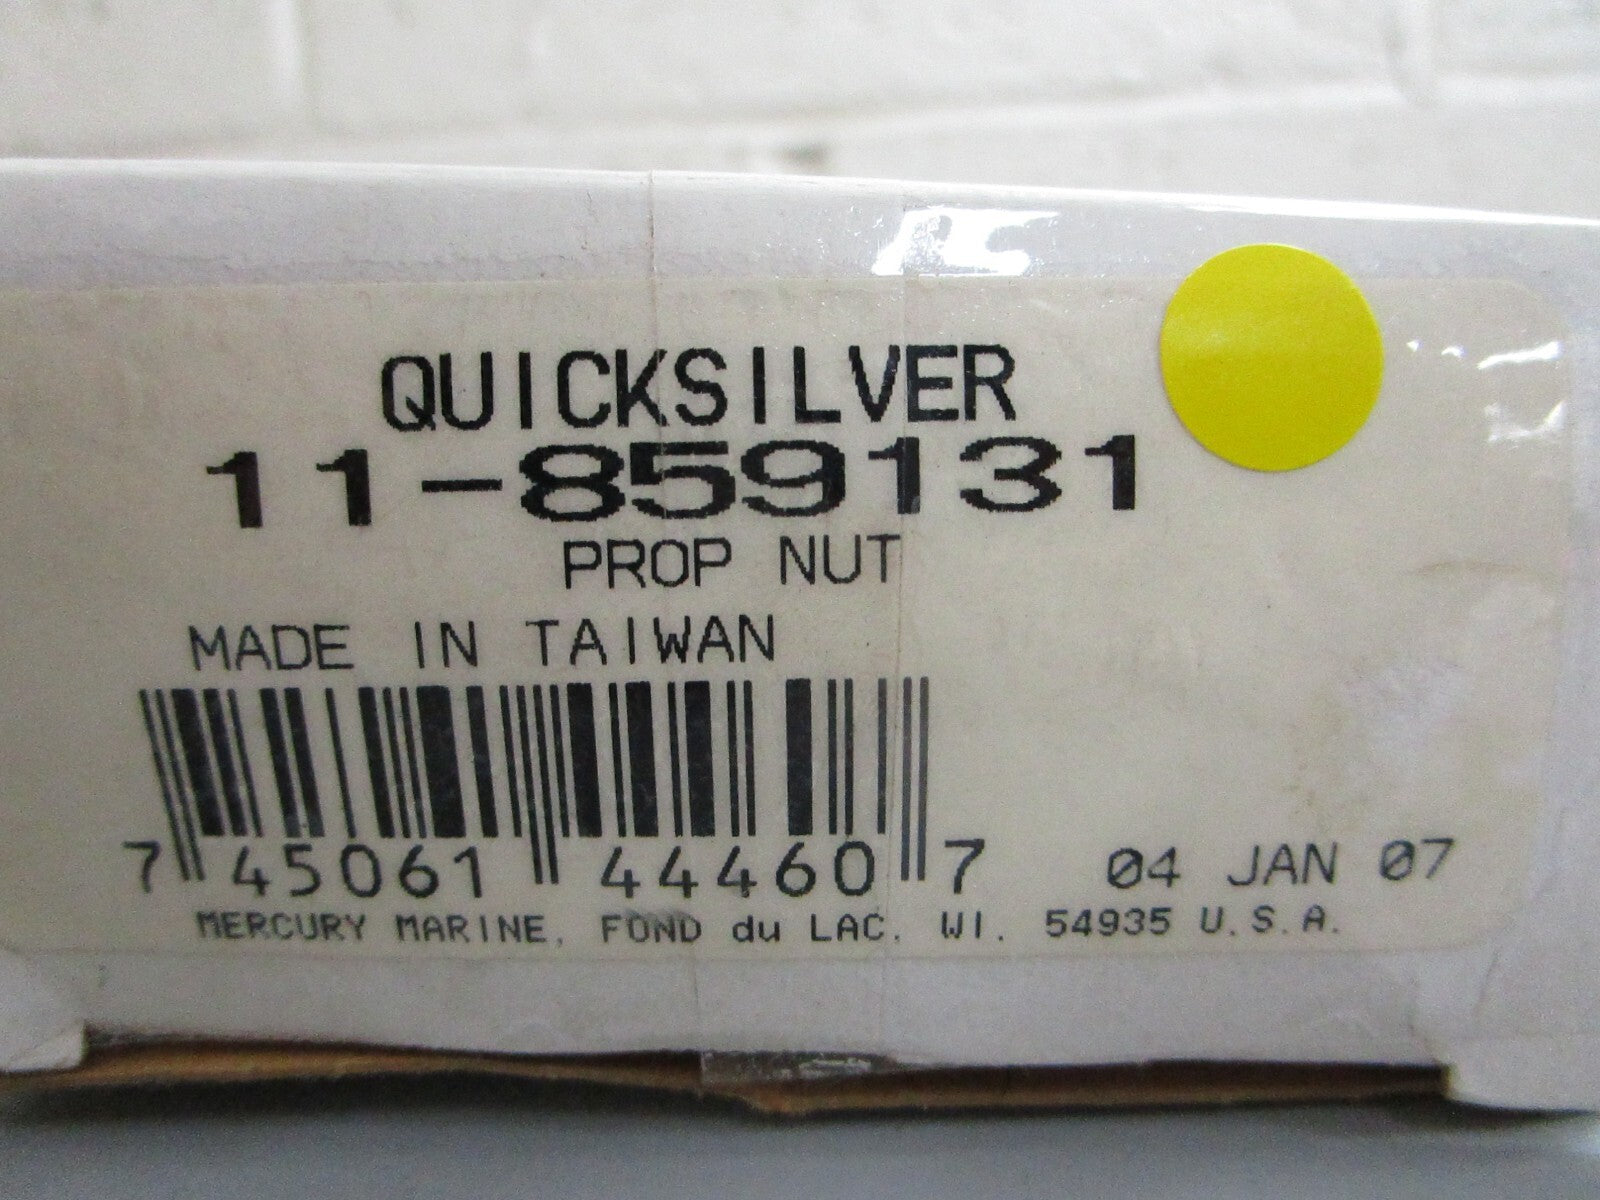 QUICKSILVER
11-859131
PROP NUT
MADE IN TAIWAN
7 45061 44460 7 04 JAN 07
MERCURY MARINE, FOND du LAC, WI. 54935 U.S.A.